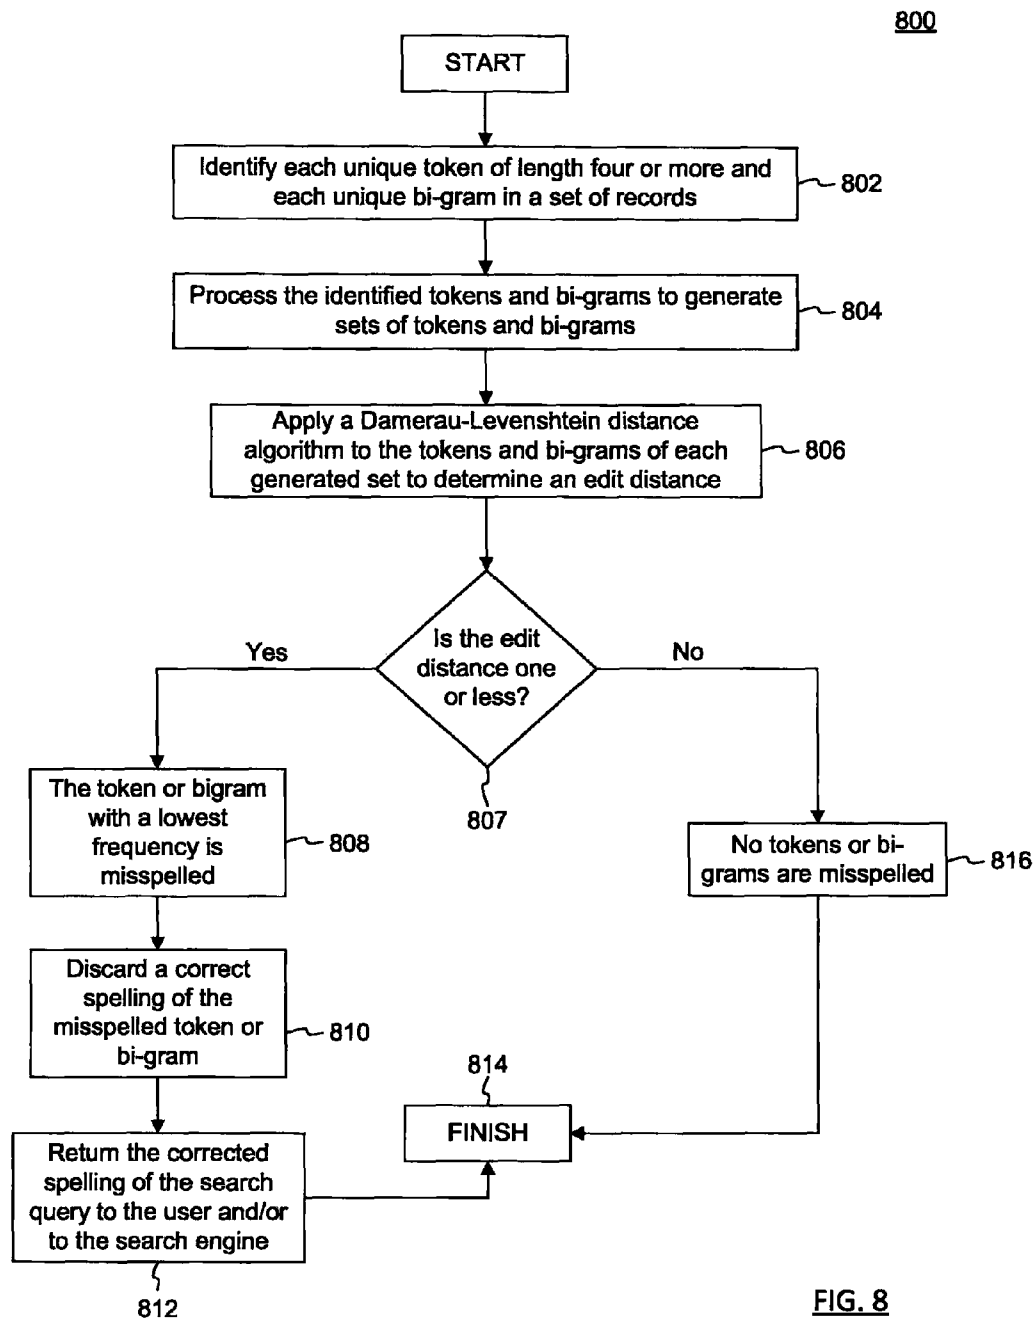 800
START
Identify each unique token of length four or more and
each unique bi-gram in a set of records
802
Process the identified tokens and bi-grams to generate
sets of tokens and bi-grams
804
Apply a Damerau-Levenshtein distance
algorithm to the tokens and bi-grams of each
generated set to determine an edit distance
806
Is the edit
distance one
or less?
Yes
No
807
The token or bigram
with a lowest
frequency is
misspelled
808
No tokens or bi-
grams are misspelled
816
Discard a correct
spelling of the
misspelled token or
bi-gram
810
814
FINISH
Return the corrected
spelling of the search
query to the user and/or
to the search engine
812
FIG. 8